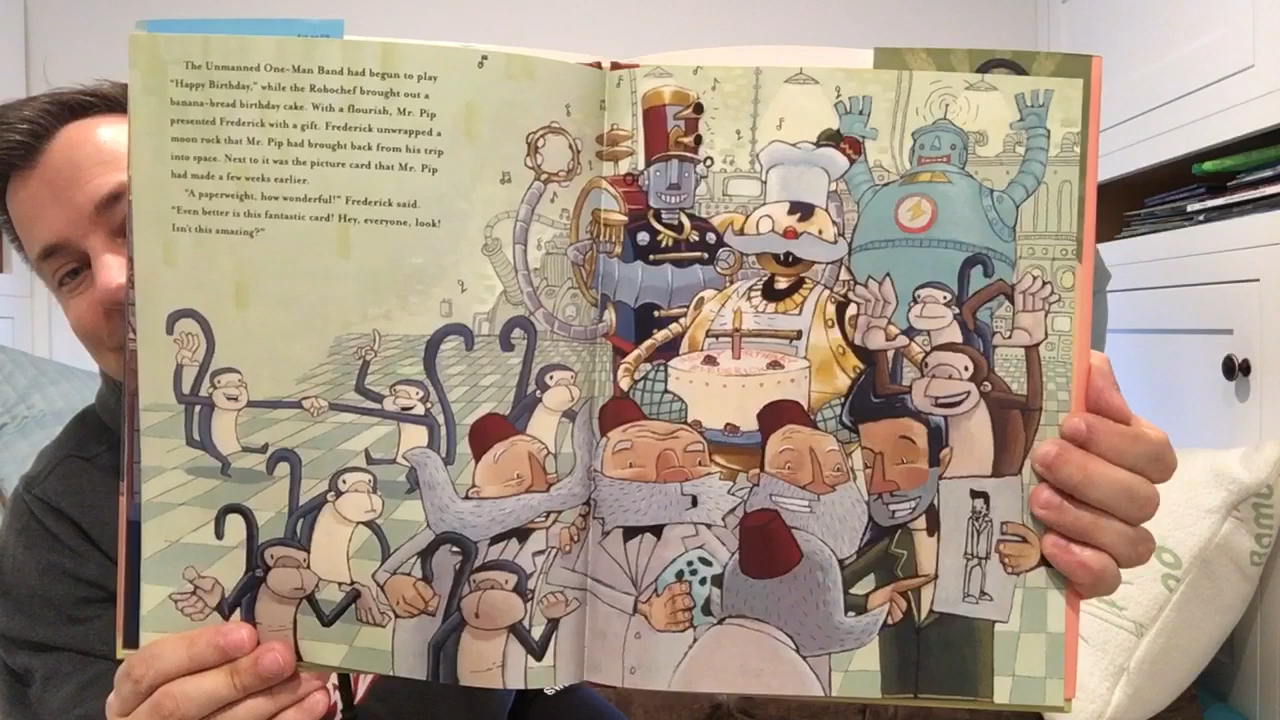 The Unmanned One-Man Band had begun to play
"Happy Birthday," while the Robochef brought out a
banana-bread birthday cake. With a flourish, Mr. Pip
presented Frederick with a gift. Frederick unwrapped a
moon rock that Mr. Pip had brought back from his trip
into space. Next to it was the picture card that Mr. Pip
had made a few weeks earlier.
"A paperweight, how wonderful!" Frederick said.
"Even better is this fantastic card! Hey, everyone, look!
Isn't this amazing?"
HAPPY BIRTHDAY
FREDERICK